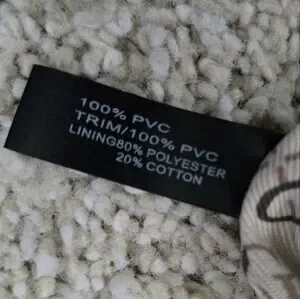 100% PVC
TRIM/100% PVC
LINING80% POLYESTER
20% COTTON